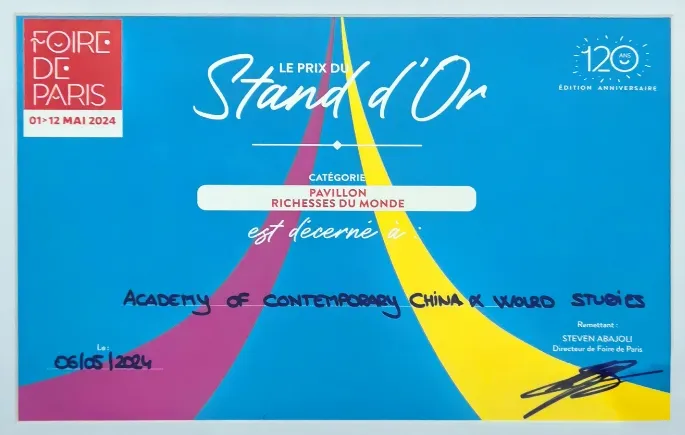 FOIRE
DE
PARIS
01>12 MAI 2024
120 ANS
ÉDITION ANNIVERSAIRE
LE PRIX DU
Stand d'Or
CATÉGORIE
PAVILLON
RICHESSES DU MONDE
est décerné à :
ACADEMY OF CONTEMPORARY CHINA & WOLRD STUDIES
Le :
06/05/2024
Remettant :
STEVEN ABAJOLI
Directeur de Foire de Paris